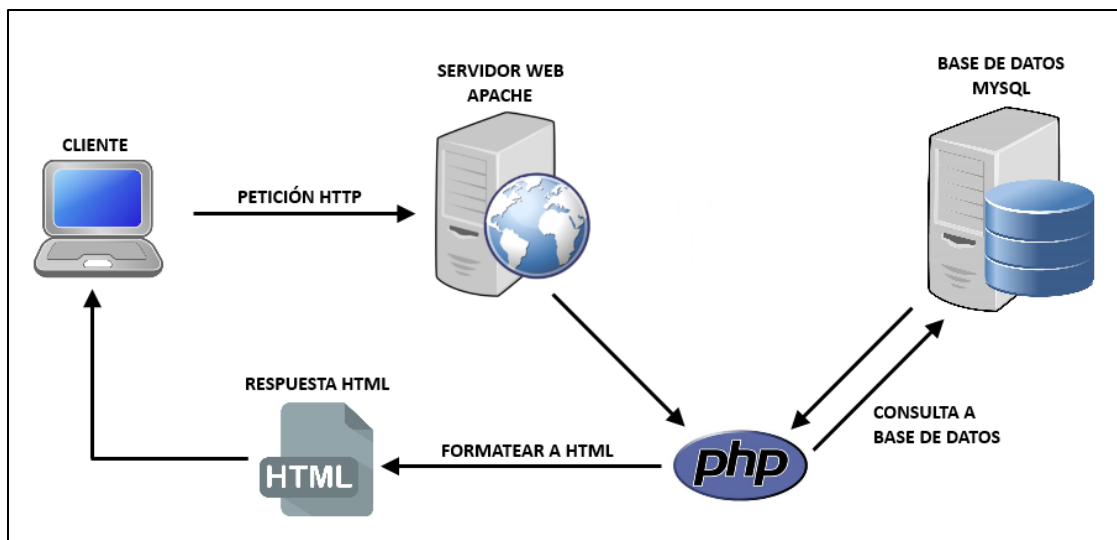 SERVIDOR WEB
APACHE
BASE DE DATOS
MYSQL
CLIENTE
PETICIÓN HTTP
RESPUESTA HTML
HTML
FORMATEAR A HTML
php
CONSULTA A
BASE DE DATOS